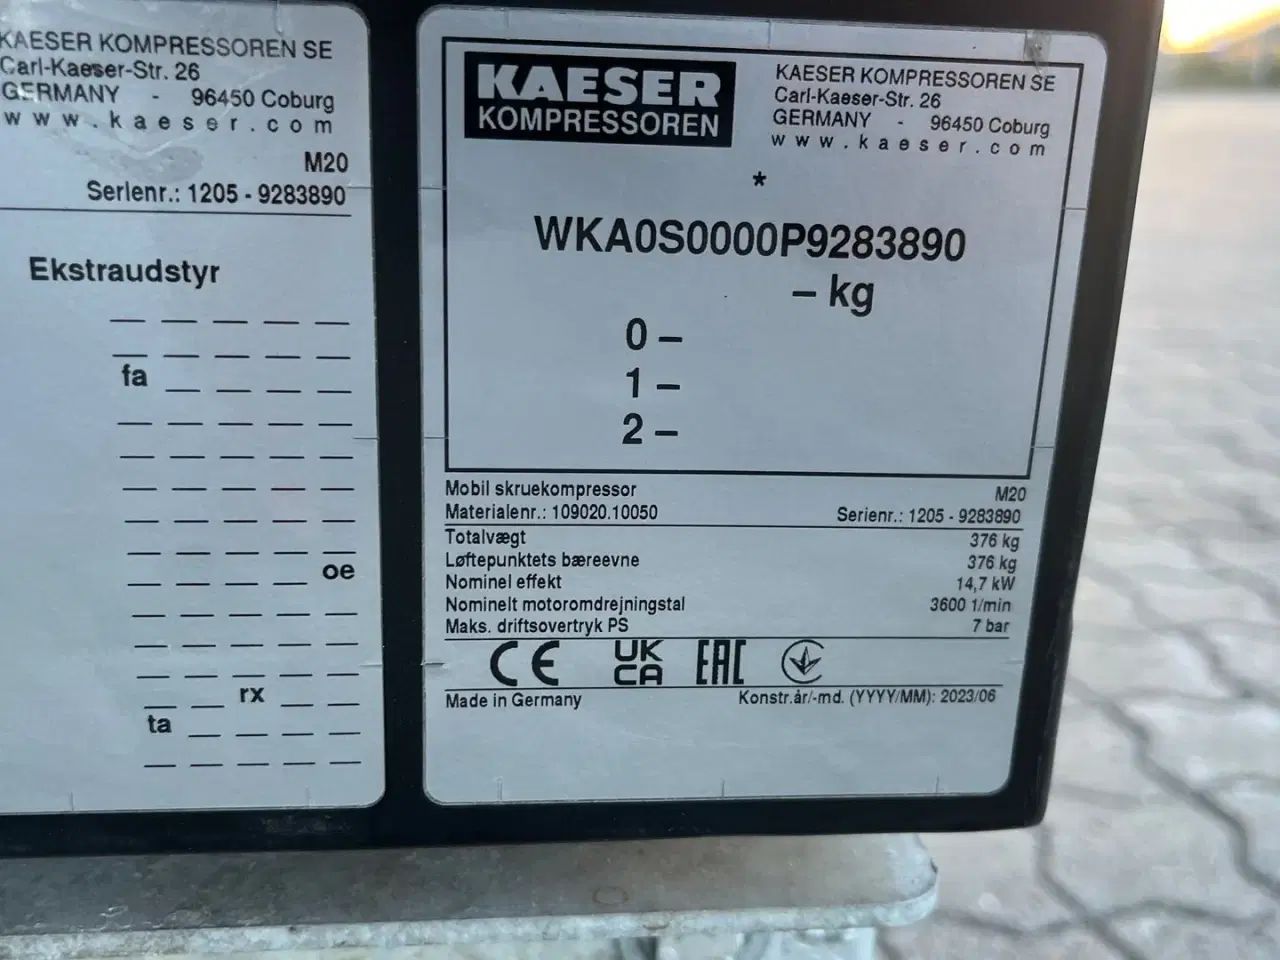 KAESER KOMPRESSOREN SE
Carl-Kaeser-Str. 26
GERMANY - 96450 Coburg
www.kaeser.com
M20
Serienr.: 1205 - 9283890
Ekstraudstyr
fa
oe
rx
ta
KAESER
KOMPRESSOREN
KAESER KOMPRESSOREN SE
Carl-Kaeser-Str. 26
GERMANY - 96450 Coburg
www.kaeser.com
*
WKA0S0000P9283890
– kg
0 –
1 –
2 –
Mobil skruekompressor M20
Materialenr.: 109020.10050 Serienr.: 1205 - 9283890
Totalvægt 376 kg
Løftepunktets bæreevne 376 kg
Nominel effekt 14,7 kW
Nominelt motoromdrejningstal 3600 1/min
Maks. driftsovertryk PS 7 bar
CE UK CA EAC
Made in Germany Konstr.år/-md. (YYYY/MM): 2023/06